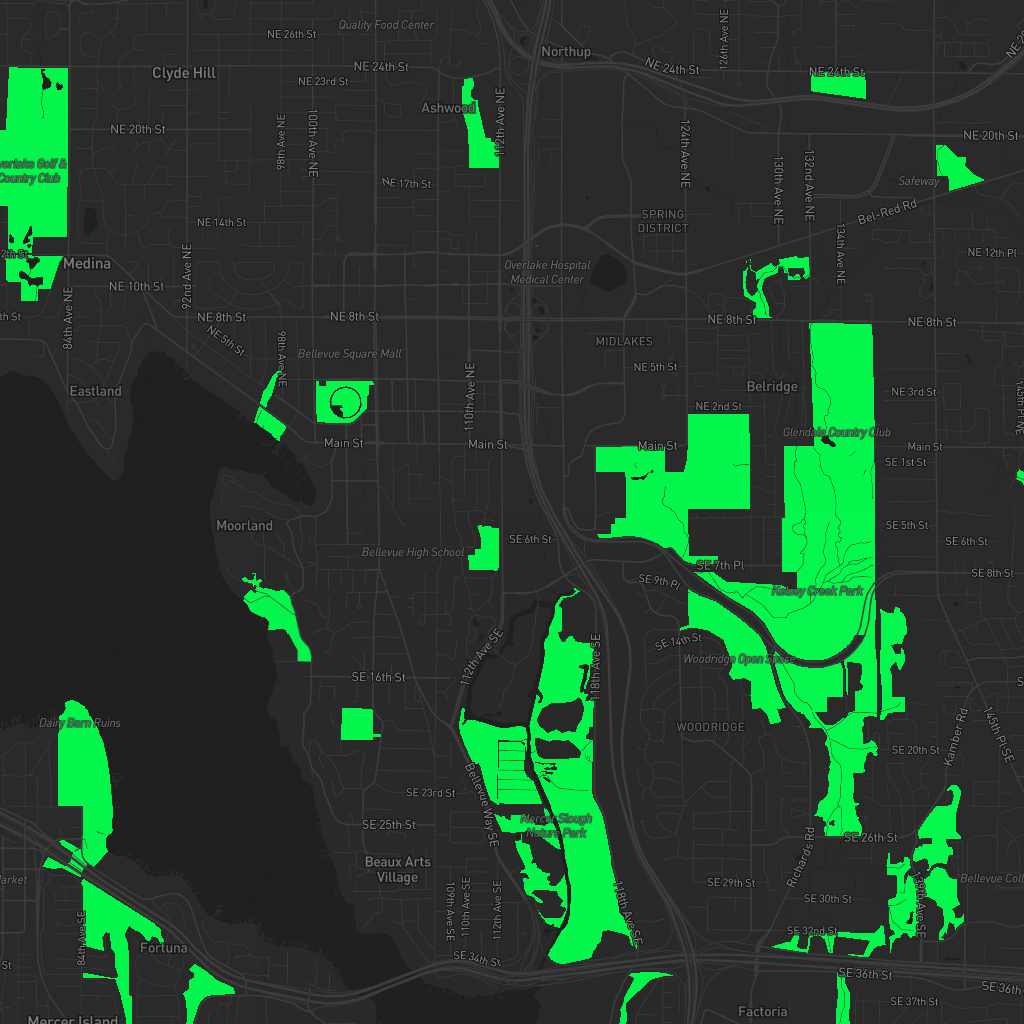 Quality Food Center
NE 26th St
126th Ave NE
NE
Northup
Clyde Hill
NE 24th St
NE 24th St
NE 24th St
NE 23rd St
Ashwood
112th Ave NE
NE 20th St
NE 20th St
98th Ave NE
100th Ave NE
124th Ave NE
130th Ave NE
132nd Ave NE
verlake Golf &
Country Club
NE 17th St
Safeway
NE 14th St
SPRING
DISTRICT
Bel-Red Rd
2th St
Medina
92nd Ave NE
134th Ave NE
NE 12th Pl
Overlake Hospital
Medical Center
NE 10th St
84th Ave NE
th St
NE 8th St
NE 8th St
NE 8th St
NE 8th St
NE 5th St
98th Ave NE
Bellevue Square Mall
MIDLAKES
NE 5th St
Eastland
110th Ave NE
Belridge
NE 3rd St
145th Pl
NE 2nd St
Glendale Country Club
Main St
Main St
Main St
Main St
SE 1st St
Moorland
SE 5th St
SE 6th St
SE 6th St
Bellevue High School
SE 7th Pl
SE 8th St
SE 9th Pl
Kelsey Creek Park
112th Ave SE
118th Ave SE
SE 14th St
Woodridge Open Space
SE 16th St
Dairy Barn Ruins
WOODRIDGE
Kamber Rd
145th Pl SE
SE 20th St
Bellevue Way SE
SE 23rd St
SE 25th St
Mercer Slough
Nature Park
SE 26th St
Richards Rd
Beaux Arts
Village
Market
109th Ave SE
110th Ave SE
112th Ave SE
118th Ave SE
SE 29th St
139th Ave SE
Bellevue Coll
SE 30th St
84th Ave SE
Fortuna
SE 32nd St
SE 34th St
St
SE 36th St
SE 36th
SE 37th St
Mercer Island
Factoria